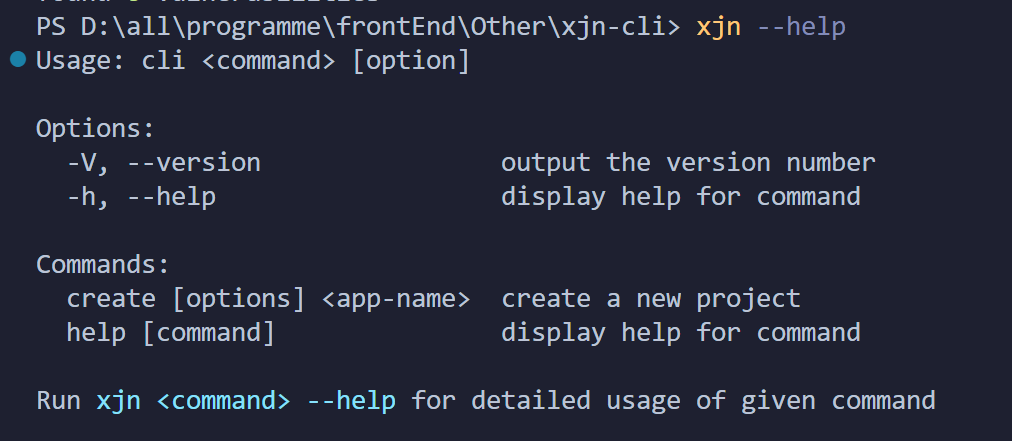 PS D:\all\programme\frontEnd\Other\xjn-cli> xjn --help
Usage: cli <command> [option]
Options:
-V, --version output the version number
-h, --help display help for command
Commands:
create [options] <app-name> create a new project
help [command] display help for command
Run xjn <command> --help for detailed usage of given command